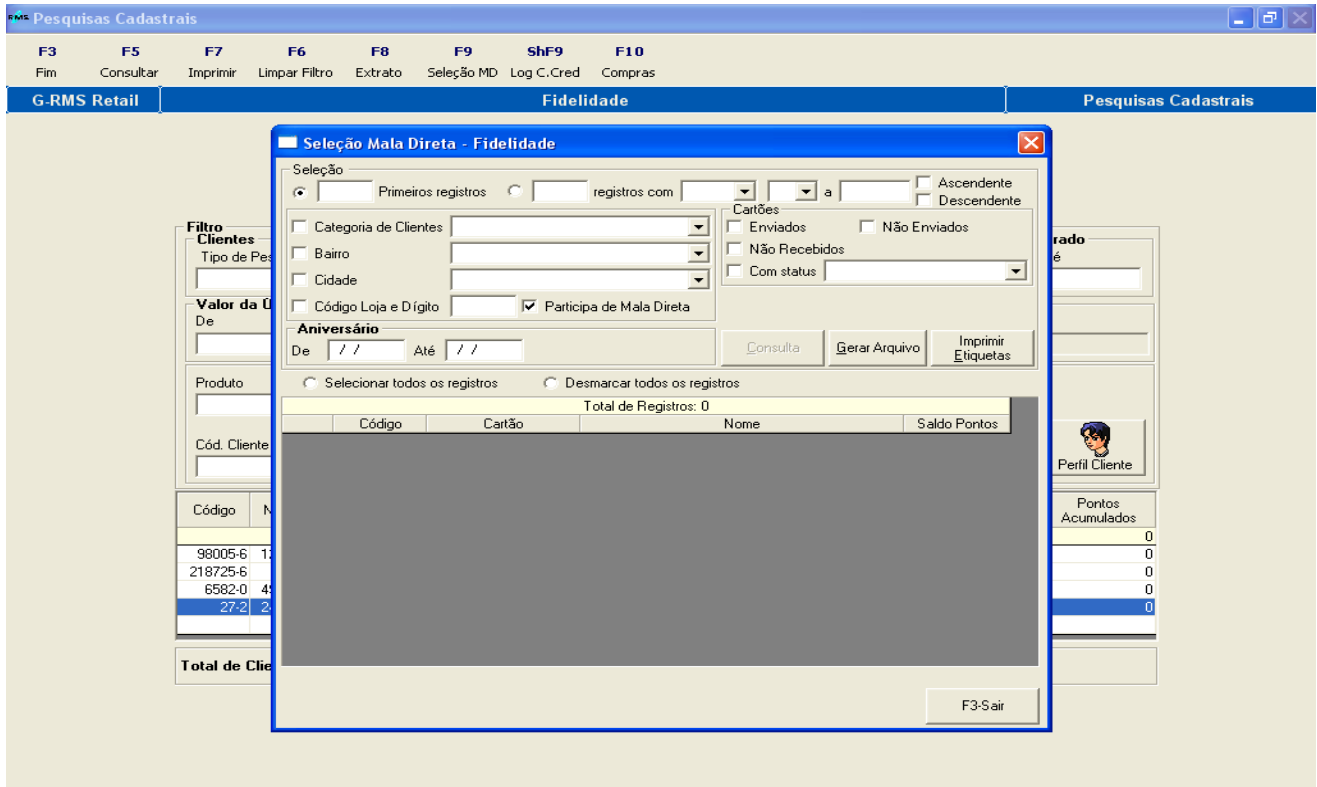 RMS Pesquisas Cadastrais
F3 F5 F7 F6 F8 F9 ShF9 F10
Fim Consultar Imprimir Limpar Filtro Extrato Seleção MD Log C.Cred Compras
G-RMS Retail Fidelidade Pesquisas Cadastrais
Seleção Mala Direta - Fidelidade
Seleção
Primeiros registros registros com a Ascendente
Descendente
Categoria de Clientes
Bairro
Cidade
Código Loja e Dígito Participa de Mala Direta
Cartões
Enviados Não Enviados
Não Recebidos
Com status
Aniversário
De / / Até / /
Consulta Gerar Arquivo Imprimir Etiquetas
Selecionar todos os registros Desmarcar todos os registros
Total de Registros: 0
Código Cartão Nome Saldo Pontos
F3-Sair
Filtro
Clientes
Tipo de
Valor da
De
Produto
Cód. Cliente
Perfil Cliente
Código Pontos Acumulados
0
98005-6 0
218725-6 0
6582-0 0
27-2 0
Total de